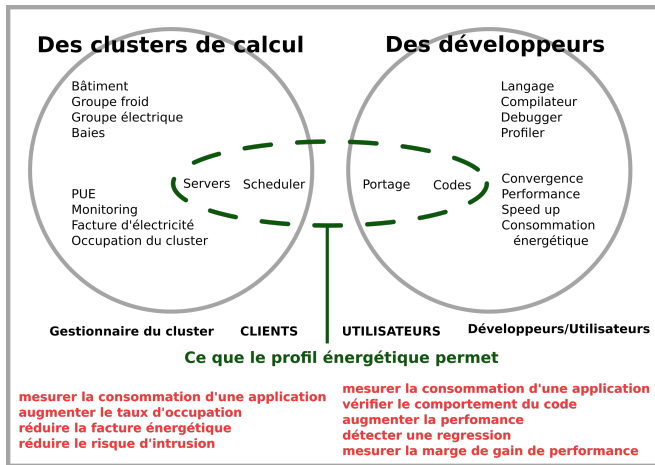 Des clusters de calcul
Bâtiment
Groupe froid
Groupe électrique
Baies
PUE
Monitoring
Facture d'électricité
Occupation du cluster
Servers
Scheduler
Des développeurs
Langage
Compilateur
Debugger
Profiler
Portage
Codes
Convergence
Performance
Speed up
Consommation
énergétique
Gestionnaire du cluster
CLIENTS
UTILISATEURS
Développeurs/Utilisateurs
Ce que le profil énergétique permet
mesurer la consommation d'une application
augmenter le taux d'occupation
réduire la facture énergétique
réduire le risque d'intrusion
mesurer la consommation d'une application
vérifier le comportement du code
augmenter la perfomance
détecter une regression
mesurer la marge de gain de performance